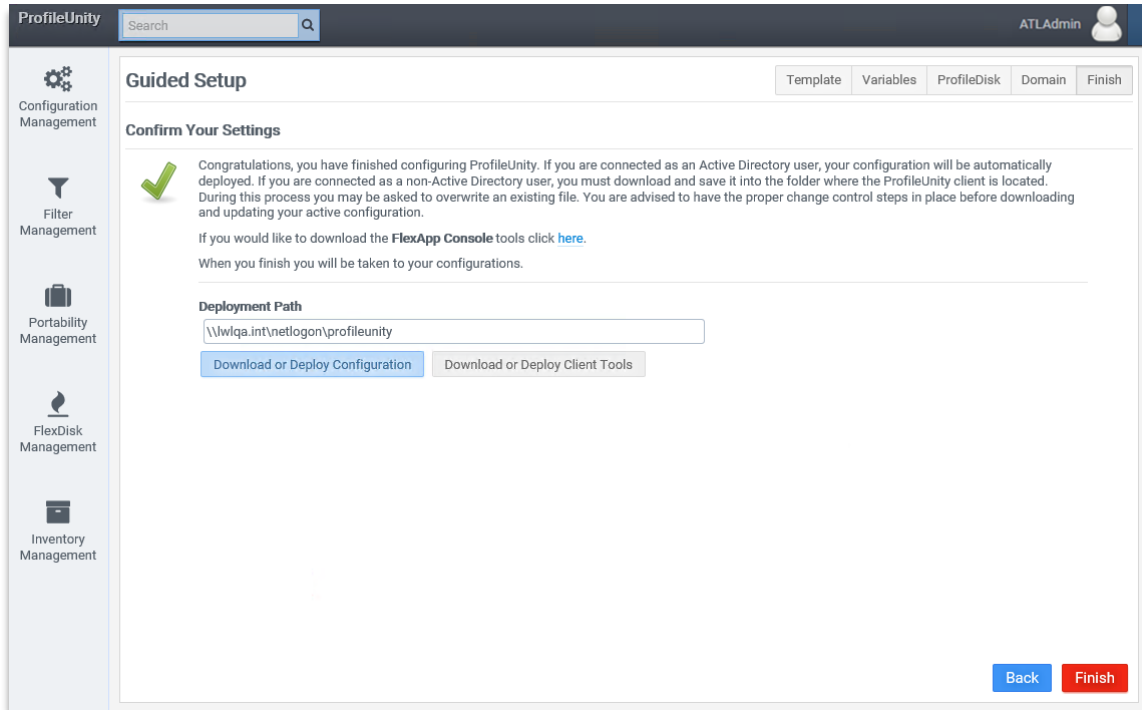 ProfileUnity
Search
ATLAdmin
Configuration
Management
Filter
Management
Portability
Management
FlexDisk
Management
Inventory
Management
Guided Setup
Template
Variables
ProfileDisk
Domain
Finish
Confirm Your Settings
Congratulations, you have finished configuring ProfileUnity. If you are connected as an Active Directory user, your configuration will be automatically
deployed. If you are connected as a non-Active Directory user, you must download and save it into the folder where the ProfileUnity client is located.
During this process you may be asked to overwrite an existing file. You are advised to have the proper change control steps in place before downloading
and updating your active configuration.
If you would like to download the FlexApp Console tools click here.
When you finish you will be taken to your configurations.
Deployment Path
\\lwlqa.int\netlogon\profileunity
Download or Deploy Configuration
Download or Deploy Client Tools
Back
Finish